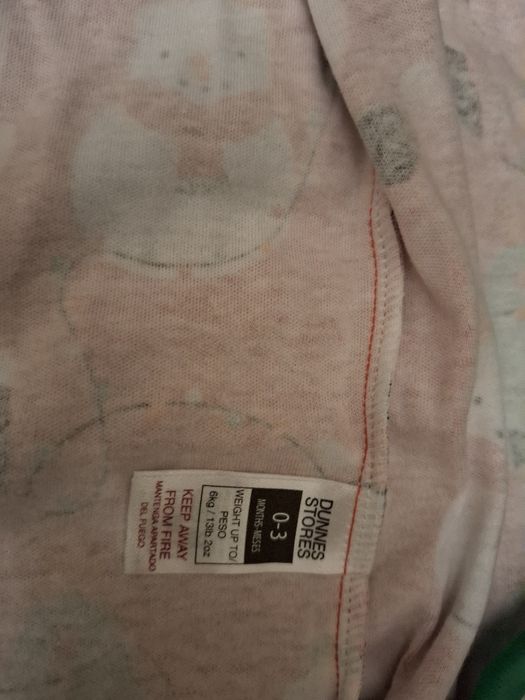 DUNNES
STORES
0-3
MONTHS-MESES
WEIGHT UP TO/
PESO
6kg / 13lb 2oz
KEEP AWAY
FROM FIRE
MANTENGA APARTADO
DEL FUEGO